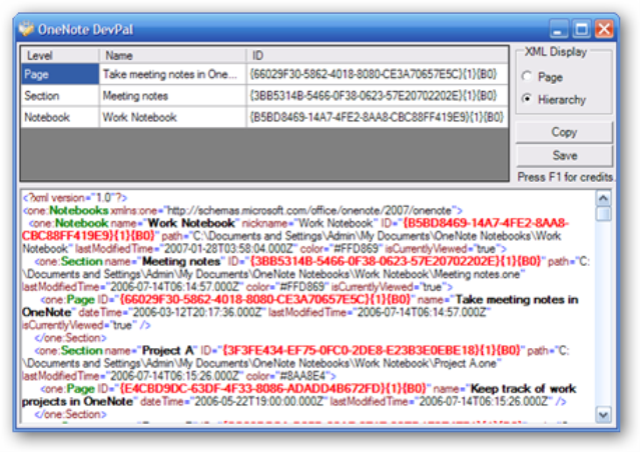 OneNote DevPal
Level Name ID
Page Take meeting notes in One... {66029F30-5862-4018-8080-CE3A70657E5C}{1}{B0}
Section Meeting notes {3BB5314B-5466-0F38-0623-57E20702202E}{1}{B0}
Notebook Work Notebook {B5BD8469-14A7-4FE2-8AA8-CBC88FF419E9}{1}{B0}
XML Display
Page
Hierarchy
Copy
Save
Press F1 for credits.
<?xml version="1.0"?>
<one:Notebooks xmlns:one="http://schemas.microsoft.com/office/onenote/2007/onenote">
<one:Notebook name="Work Notebook" nickname="Work Notebook" ID="{B5BD8469-14A7-4FE2-8AA8-
CBC88FF419E9}{1}{B0}" path="C:\Documents and Settings\Admin\My Documents\OneNote Notebooks\Work
Notebook" lastModifiedTime="2007-01-28T03:58:04.000Z" color="#FFD869" isCurrentlyViewed="true">
<one:Section name="Meeting notes" ID="{3BB5314B-5466-0F38-0623-57E20702202E}{1}{B0}" path="C:
\Documents and Settings\Admin\My Documents\OneNote Notebooks\Work Notebook\Meeting notes.one"
lastModifiedTime="2006-07-14T06:14:57.000Z" color="#FFD869" isCurrentlyViewed="true">
<one:Page ID="{66029F30-5862-4018-8080-CE3A70657E5C}{1}{B0}" name="Take meeting notes in
OneNote" dateTime="2006-03-12T20:17:36.000Z" lastModifiedTime="2006-07-14T06:14:57.000Z"
isCurrentlyViewed="true" />
</one:Section>
<one:Section name="Project A" ID="{3F3FE434-EF75-0FC0-2DE8-E23B3E0EBE18}{1}{B0}" path="C:
\Documents and Settings\Admin\My Documents\OneNote Notebooks\Work Notebook\Project A.one"
lastModifiedTime="2006-07-14T06:15:26.000Z" color="#8AA8E4">
<one:Page ID="{E4CBD9DC-63DF-4F33-8086-ADADD4B672FD}{1}{B0}" name="Keep track of work
projects in OneNote" dateTime="2006-05-22T19:00:00.000Z" lastModifiedTime="2006-07-14T06:15:26.000Z" />
</one:Section>